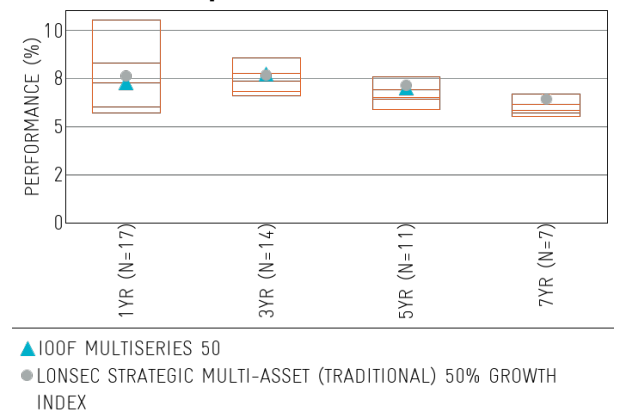 PERFORMANCE (%)
10
8
5
2
0
1YR (N=17)
3YR (N=14)
5YR (N=11)
7YR (N=7)
IOOF MULTISERIES 50
LONSEC STRATEGIC MULTI-ASSET (TRADITIONAL) 50% GROWTH
INDEX